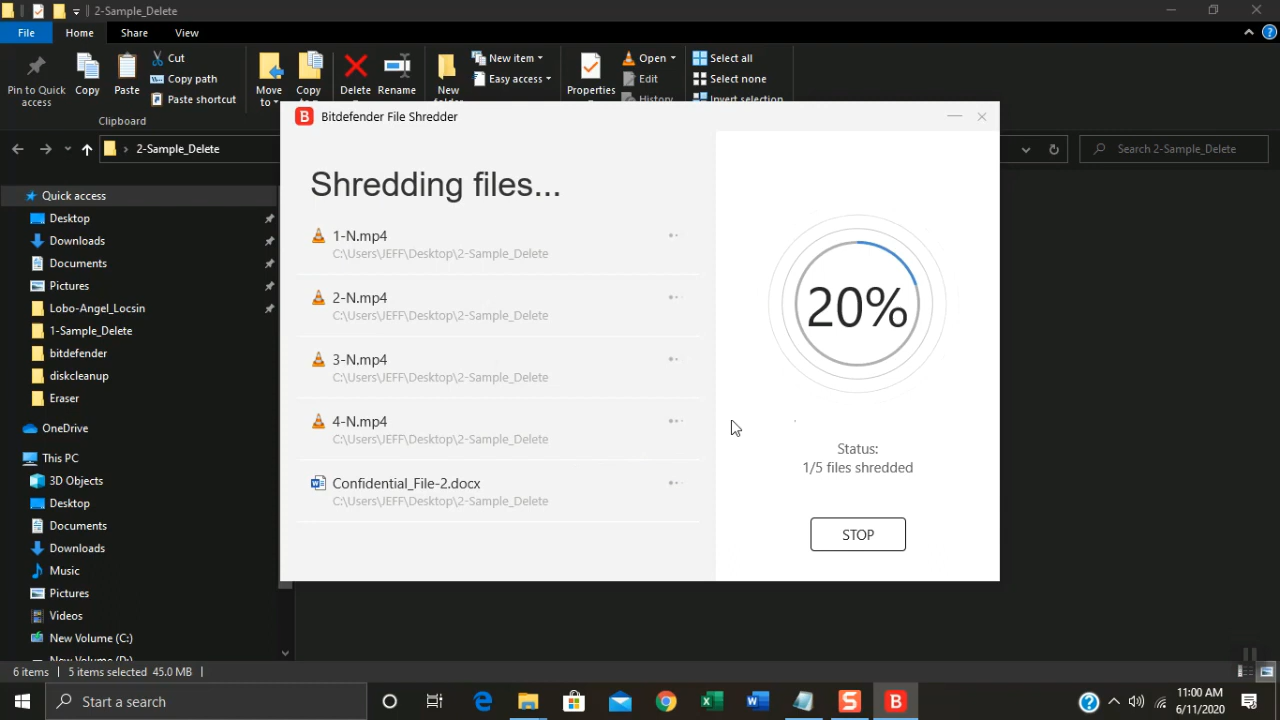 2-Sample_Delete
File
Home
Share
View
Pin to Quick
access
Copy
Paste
Cut
Copy path
Paste shortcut
Clipboard
Move
to
Copy
to
Delete
Rename
New
New item
Easy access
Properties
Open
Edit
History
Select all
Select none
Invert selection
Bitdefender File Shredder
2-Sample_Delete
Search 2-Sample_Delete
Quick access
Desktop
Downloads
Documents
Pictures
Lobo-Angel_Locsin
1-Sample_Delete
bitdefender
diskcleanup
Eraser
OneDrive
This PC
3D Objects
Desktop
Documents
Downloads
Music
Pictures
Videos
New Volume (C:)
New Volume (D:)
Shredding files...
1-N.mp4
C:\Users\JEFF\Desktop\2-Sample_Delete
2-N.mp4
C:\Users\JEFF\Desktop\2-Sample_Delete
3-N.mp4
C:\Users\JEFF\Desktop\2-Sample_Delete
4-N.mp4
C:\Users\JEFF\Desktop\2-Sample_Delete
Confidential_File-2.docx
C:\Users\JEFF\Desktop\2-Sample_Delete
20%
Status:
1/5 files shredded
STOP
6 items
5 items selected 45.0 MB
Start a search
11:00 AM
6/11/2020